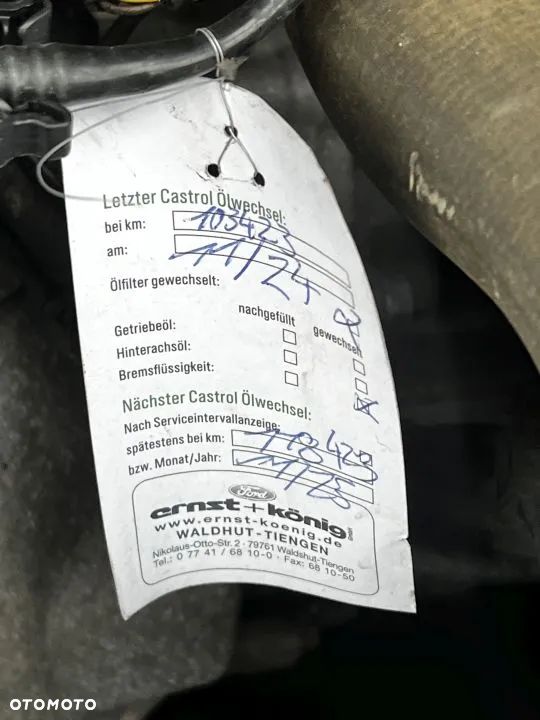 Letzter Castrol Ölwechsel:
bei km: 103423
am: 11/24
Ölfilter gewechselt:
nachgefüllt gewechselt
Getriebeöl:
Hinterachsöl:
Bremsflüssigkeit:
Nächster Castrol Ölwechsel:
Nach Serviceintervallanzeige:
spätestens bei km: 118420
bzw. Monat/Jahr: 11/25
Ford
ernst+könig
www.ernst-koenig.de
WALDHUT-TIENGEN
Nikolaus-Otto-Str. 2 · 79761 Waldshut-Tiengen
Tel.: 0 77 41 / 68 10-0 · Fax: 68 10-50
OTOMOTO